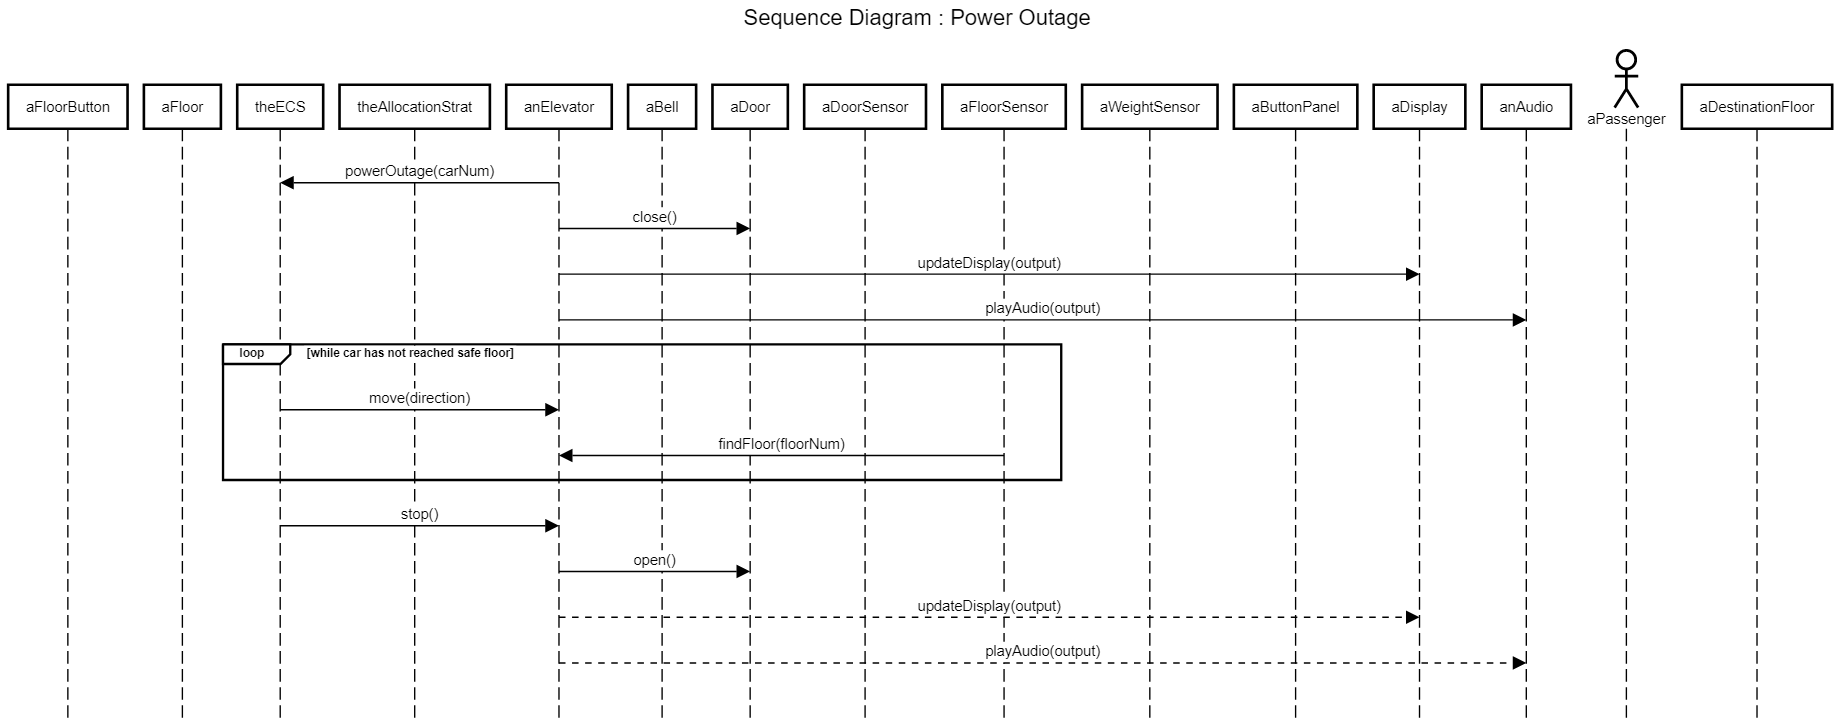 Sequence Diagram : Power Outage
aFloorButton
aFloor
theECS
theAllocationStrat
anElevator
aBell
aDoor
aDoorSensor
aFloorSensor
aWeightSensor
aButtonPanel
aDisplay
anAudio
aPassenger
aDestinationFloor
powerOutage(carNum)
close()
updateDisplay(output)
playAudio(output)
loop
[while car has not reached safe floor]
move(direction)
findFloor(floorNum)
stop()
open()
updateDisplay(output)
playAudio(output)